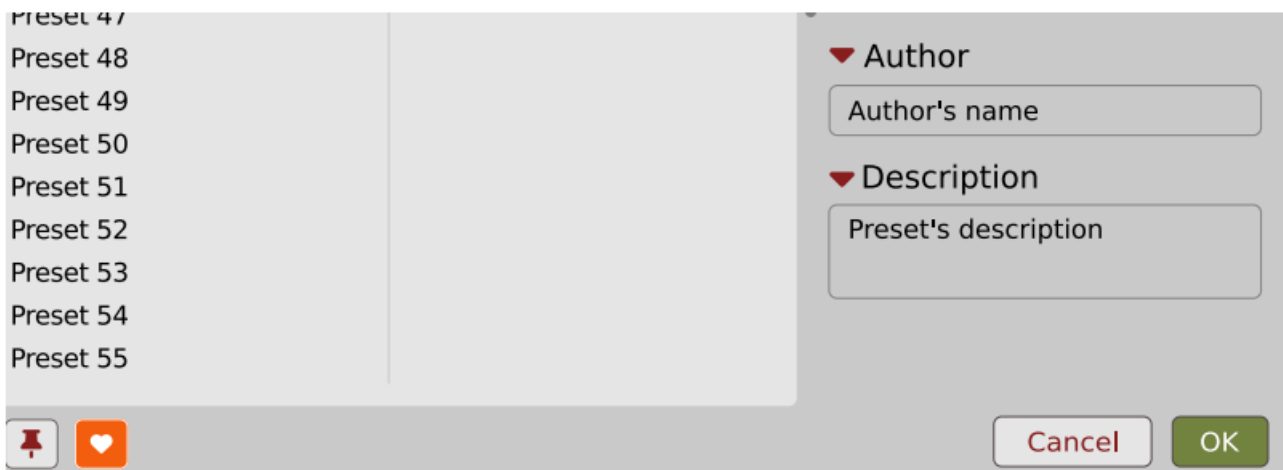 Preset 47
Preset 48
Preset 49
Preset 50
Preset 51
Preset 52
Preset 53
Preset 54
Preset 55
Author
Author's name
Description
Preset's description
Cancel
OK